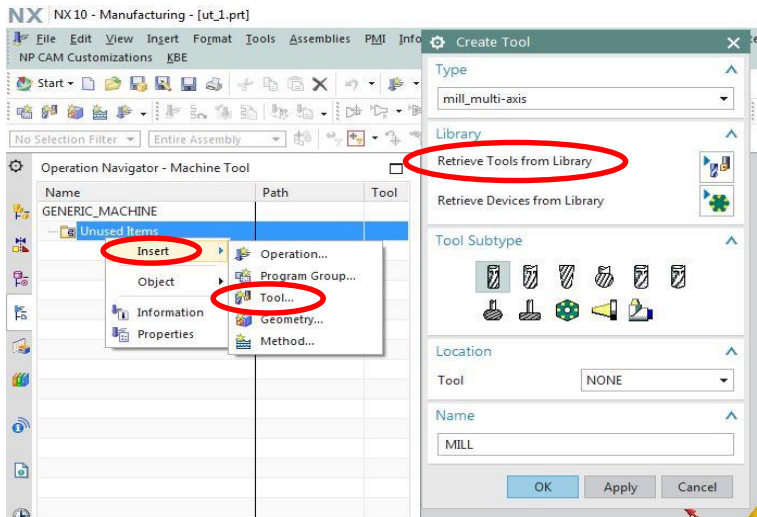 NX NX 10 - Manufacturing - [ut_1.prt]
File Edit View Insert Format Tools Assemblies PMI Info
NP CAM Customizations KBE
Start
No Selection Filter Entire Assembly
Operation Navigator - Machine Tool
Name Path Tool
GENERIC_MACHINE
Unused Items
Insert
Object
Information
Properties
Operation...
Program Group...
Tool...
Geometry...
Method...
Create Tool
Type
mill_multi-axis
Library
Retrieve Tools from Library
Retrieve Devices from Library
Tool Subtype
Location
Tool NONE
Name
MILL
OK Apply Cancel